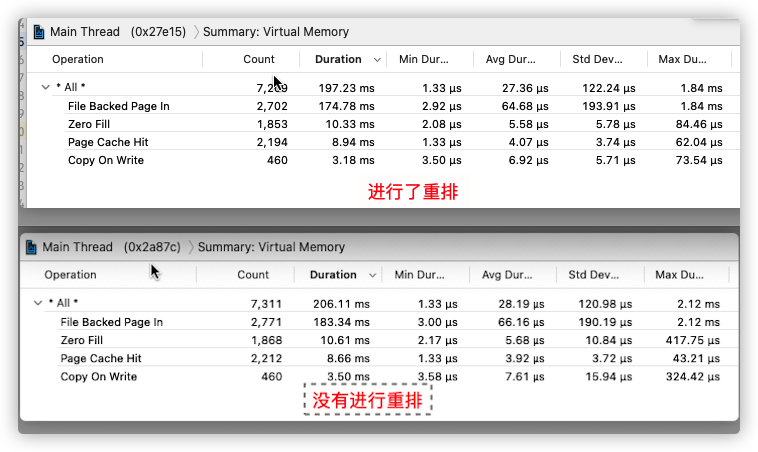 Main Thread (0x27e15) Summary: Virtual Memory
Operation Count Duration Min Dur... Avg Dur... Std Dev... Max Du...
* All * 7,209 197.23 ms 1.33 µs 27.36 µs 122.24 µs 1.84 ms
File Backed Page In 2,702 174.78 ms 2.92 µs 64.68 µs 193.91 µs 1.84 ms
Zero Fill 1,853 10.33 ms 2.08 µs 5.58 µs 5.78 µs 84.46 µs
Page Cache Hit 2,194 8.94 ms 1.33 µs 4.07 µs 3.74 µs 62.04 µs
Copy On Write 460 3.18 ms 3.50 µs 6.92 µs 5.71 µs 73.54 µs
进行了重排
Main Thread (0x2a87c) Summary: Virtual Memory
Operation Count Duration Min Dur... Avg Dur... Std Dev... Max Du...
* All * 7,311 206.11 ms 1.33 µs 28.19 µs 120.98 µs 2.12 ms
File Backed Page In 2,771 183.34 ms 3.00 µs 66.16 µs 190.19 µs 2.12 ms
Zero Fill 1,868 10.61 ms 2.17 µs 5.68 µs 10.84 µs 417.75 µs
Page Cache Hit 2,212 8.66 ms 1.33 µs 3.92 µs 3.72 µs 43.21 µs
Copy On Write 460 3.50 ms 3.58 µs 7.61 µs 15.94 µs 324.42 µs
没有进行重排